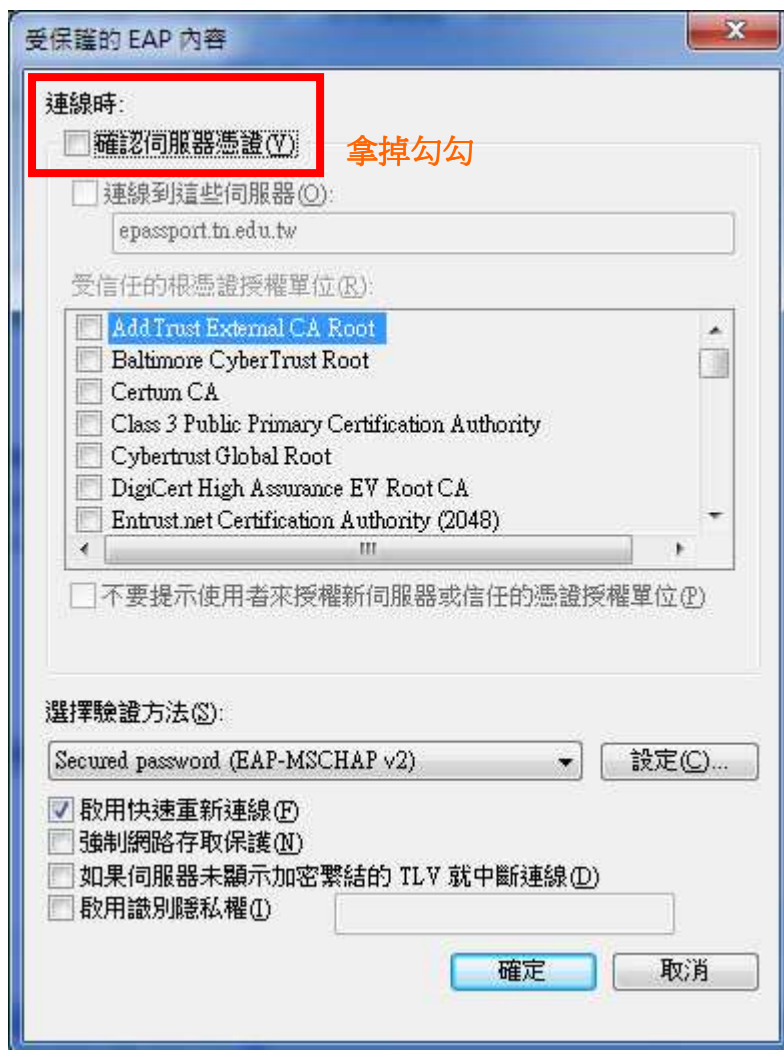 受保護的 EAP 內容
連線時:
確認伺服器憑證(V)
拿掉勾勾
連線到這些伺服器(O):
epassport.tn.edu.tw
受信任的根憑證授權單位(R):
AddTrust External CA Root
Baltimore CyberTrust Root
Certum CA
Class 3 Public Primary Certification Authority
Cybertrust Global Root
DigiCert High Assurance EV Root CA
Entrust.net Certification Authority (2048)
不要提示使用者來授權新伺服器或信任的憑證授權單位(P)
選擇驗證方法(S):
Secured password (EAP-MSCHAP v2)
設定(C)...
啟用快速重新連線(F)
強制網路存取保護(N)
如果伺服器未顯示加密繫結的 TLV 就中斷連線(D)
啟用識別隱私權(I)
確定
取消